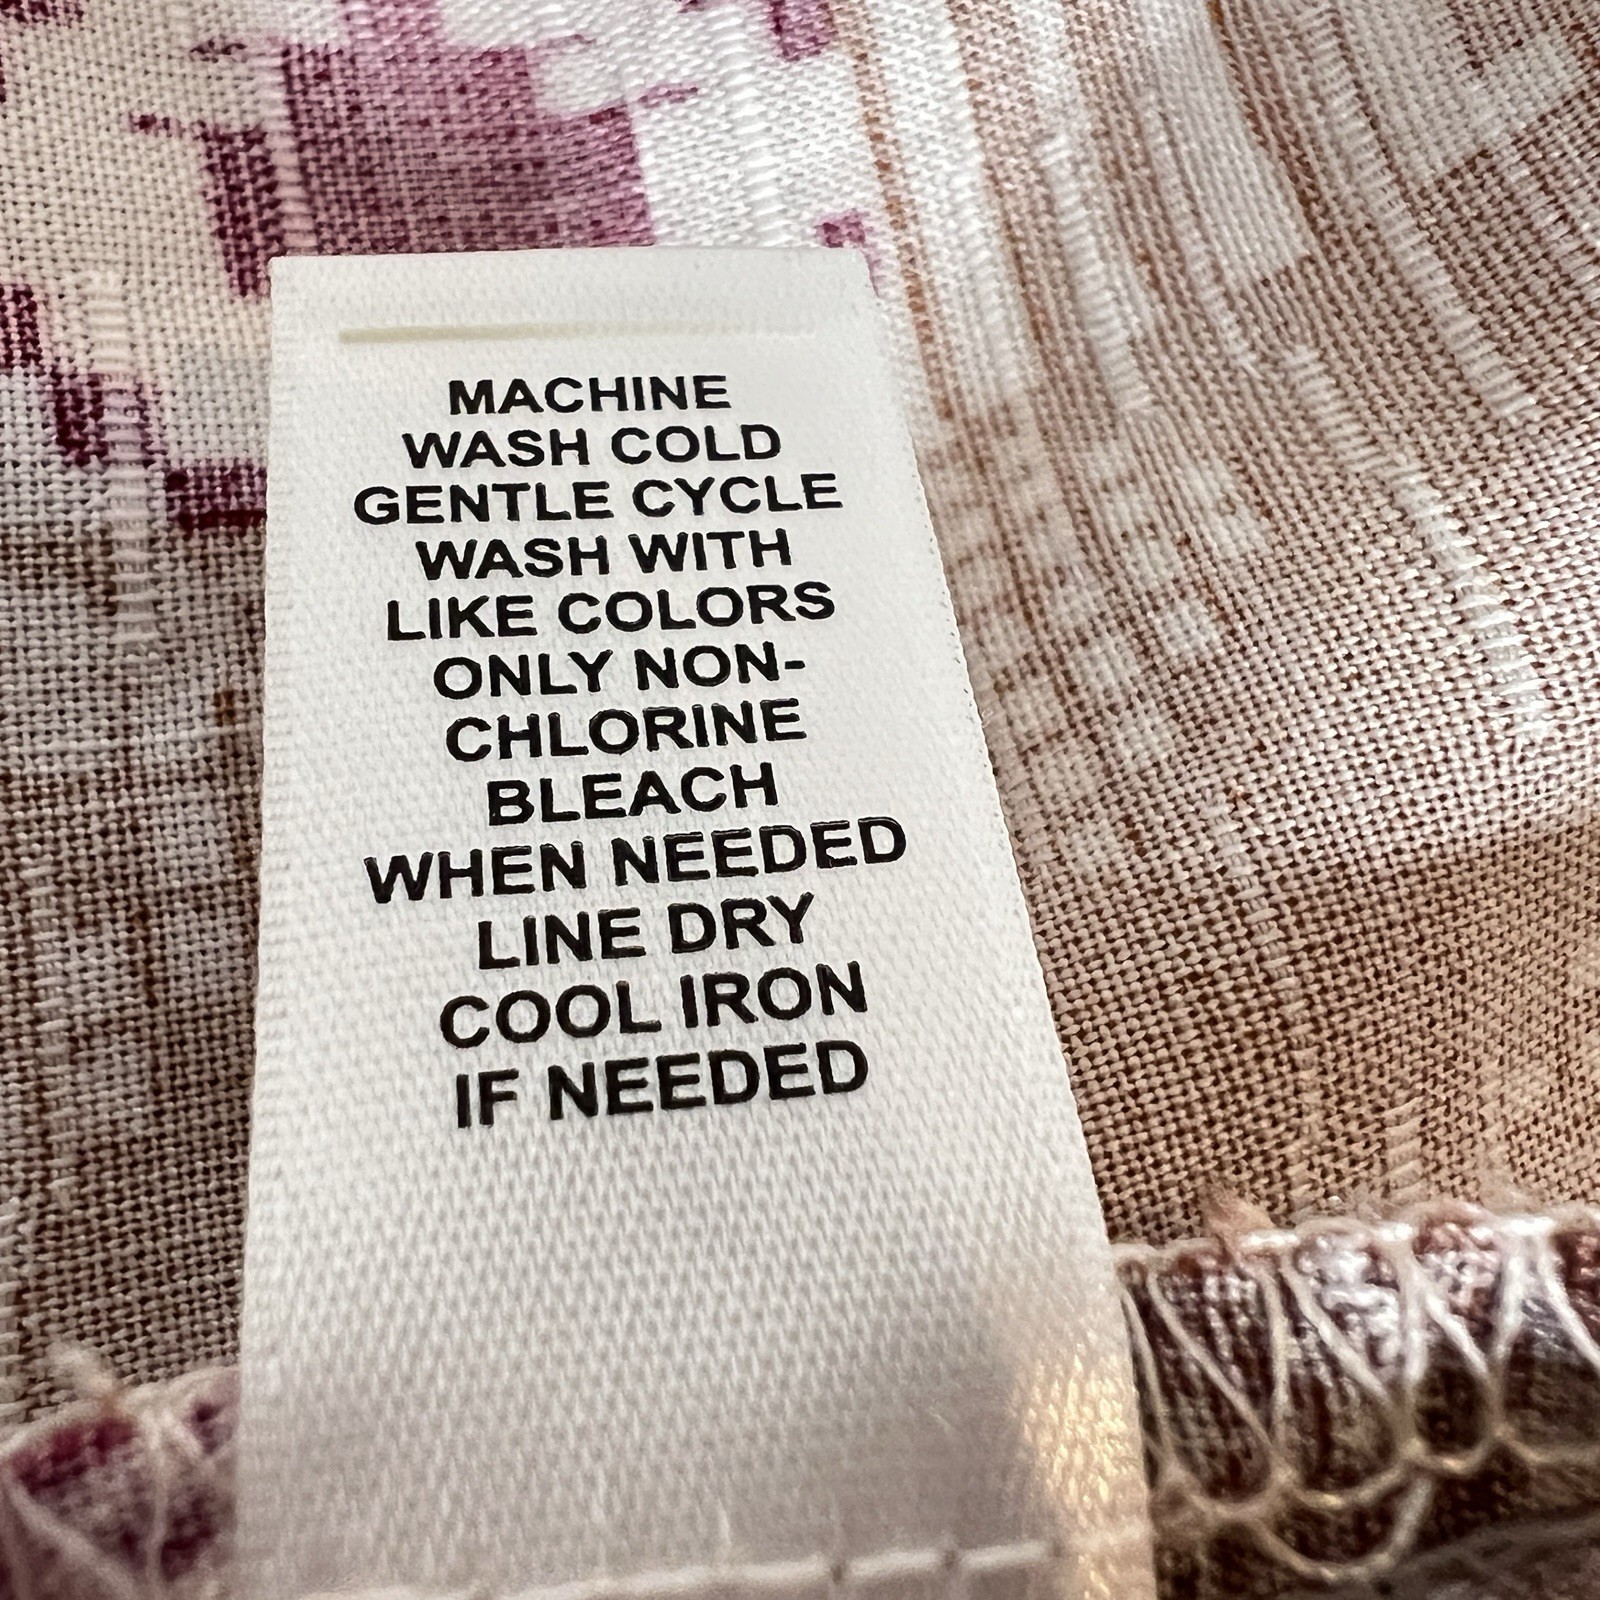 MACHINE
WASH COLD
GENTLE CYCLE
WASH WITH
LIKE COLORS
ONLY NON-
CHLORINE
BLEACH
WHEN NEEDED
LINE DRY
COOL IRON
IF NEEDED